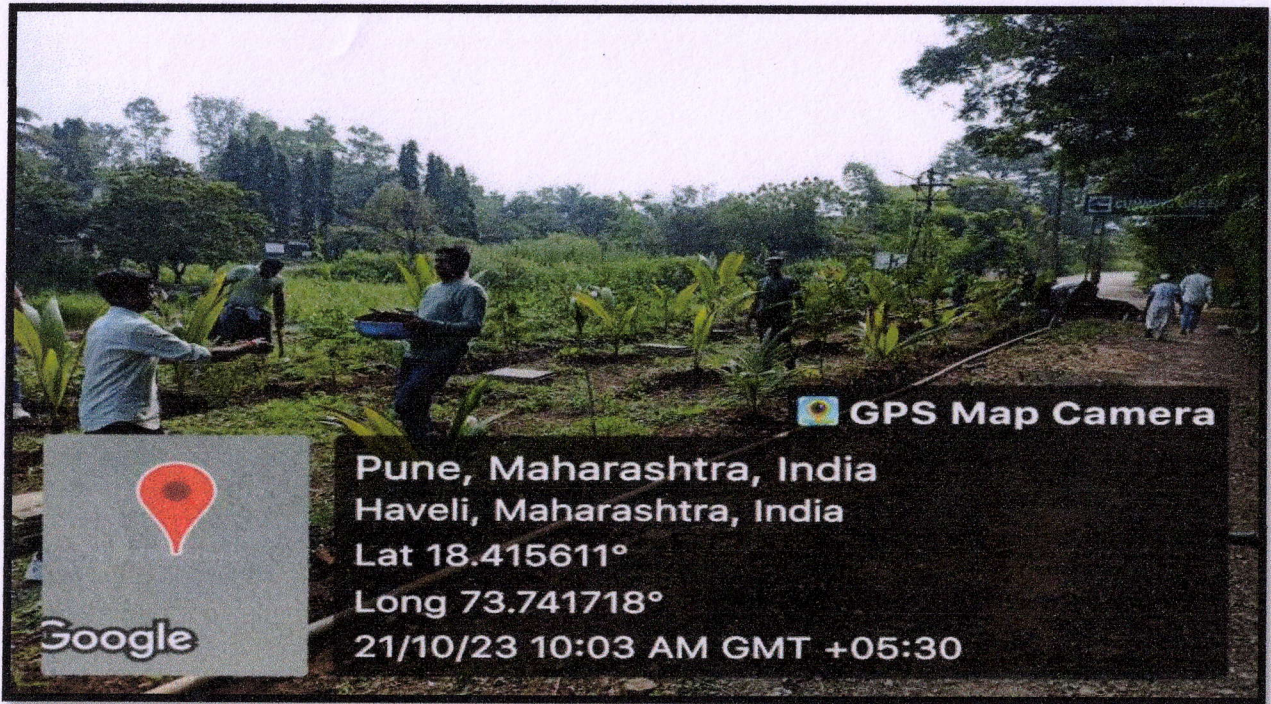 GPS Map Camera
Pune, Maharashtra, India
Haveli, Maharashtra, India
Lat 18.415611°
Long 73.741718°
21/10/23 10:03 AM GMT +05:30
Google